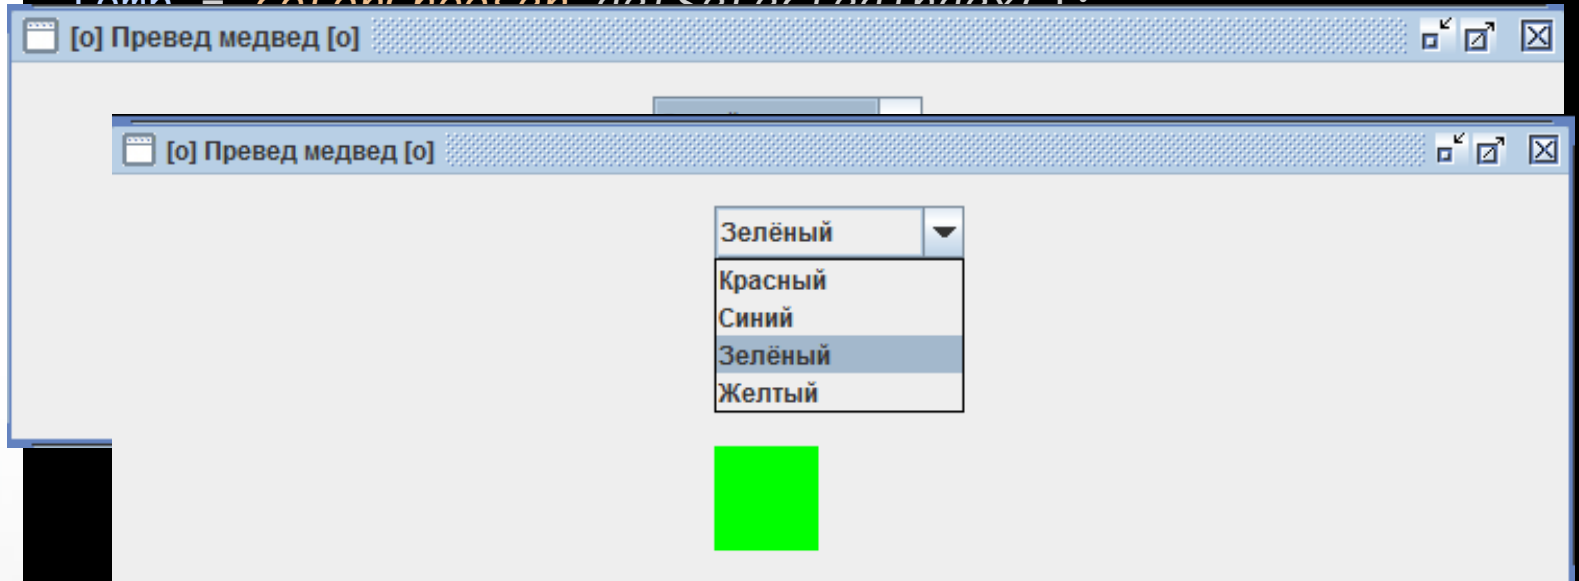 [o] Превед медвед [o]
[o] Превед медвед [o]
Зелёный
Красный
Синий
Зелёный
Желтый